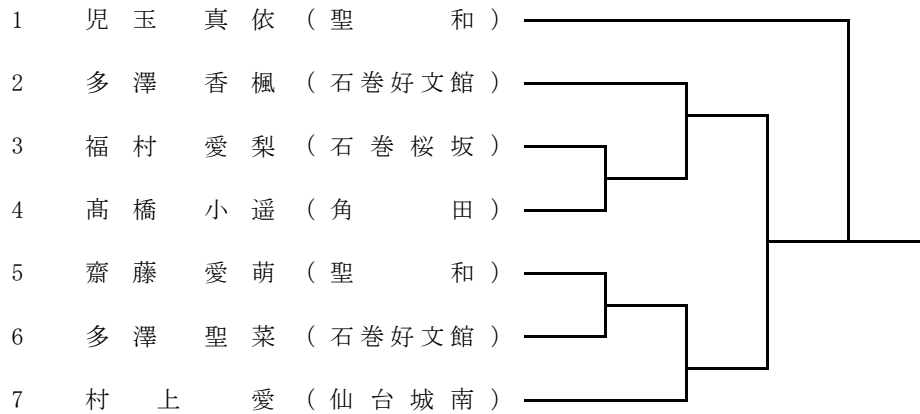 1 児玉 真依 (聖 和)
2 多澤 香楓 (石巻好文館)
3 福村 愛梨 (石巻桜坂)
4 髙橋 小遥 (角 田)
5 齋藤 愛萌 (聖 和)
6 多澤 聖菜 (石巻好文館)
7 村上 愛 (仙台城南)